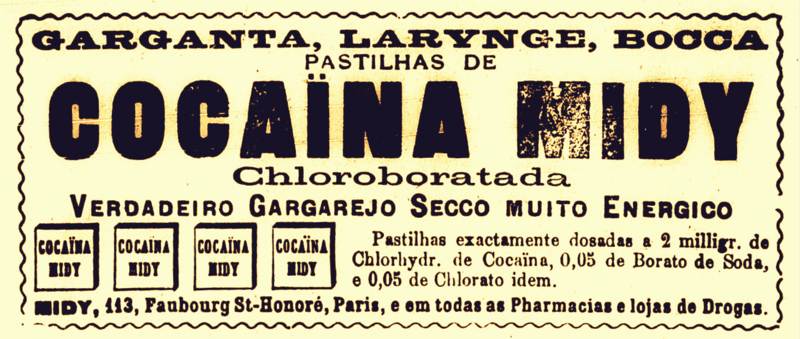 GARGANTA, LARYNGE, BOCCA
PASTILHAS DE
COCAÏNA MIDY
Chloroboratada
VERDADEIRO GARGAREJO SECCO MUITO ENERGICO
COCAÏNA
MIDY
COCAÏNA
MIDY
COCAÏNA
MIDY
COCAÏNA
MIDY
Pastilhas exactamente dosadas a 2 milligr. de
Chlorhydr. de Cocaïna, 0,05 de Borato de Soda,
e 0,05 de Chlorato idem.
MIDY, 113, Faubourg St-Honoré, Paris, e em todas as Pharmacias e lojas de Drogas.